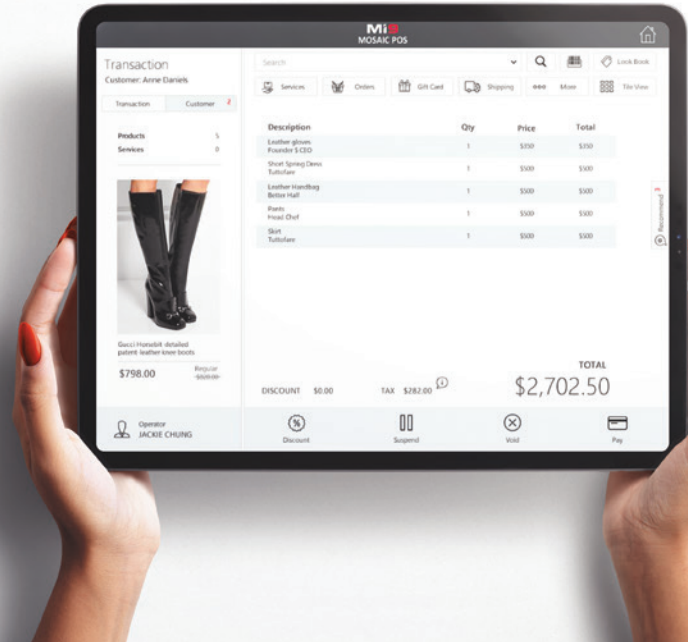 Mi9
MOSAIC POS
Transaction
Customer: Anne Daniels
Transaction
Customer
Products 5
Services 0
Gucci Horsebit-detailed
patent-leather knee boots
$798.00
Regular
Operator
JACKIE CHUNG
Search
Look Book
Services
Orders
Gift Card
Shipping
More
Tile View
Description Qty Price Total
Leather gloves 1 $350 $350
Founder $ CEO
Short Spring Dress 1 $500 $500
Tuttofare
Leather Handbag 1 $500 $500
Better Hall
Pants 1 $500 $500
Head Chef
Skirt 1 $500 $500
Tuttofare
Recommend 3
DISCOUNT $0.00
TAX $282.00
TOTAL
$2,702.50
Discount
Suspend
Void
Pay